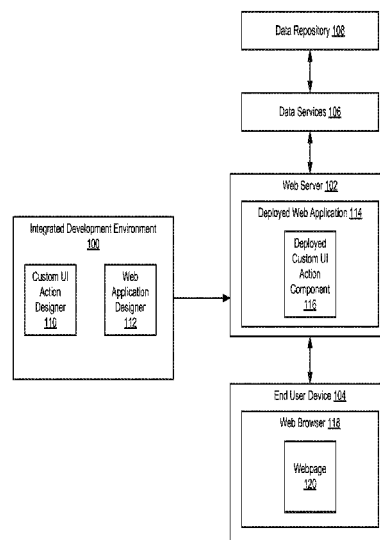 Data Repository 108
Data Services 106
Web Server 102
Deployed Web Application 114
Deployed
Custom UI
Action
Component
116
Integrated Development Environment
100
Custom UI
Action
Designer
110
Web
Application
Designer
112
End User Device 104
Web Browser 118
Webpage
120